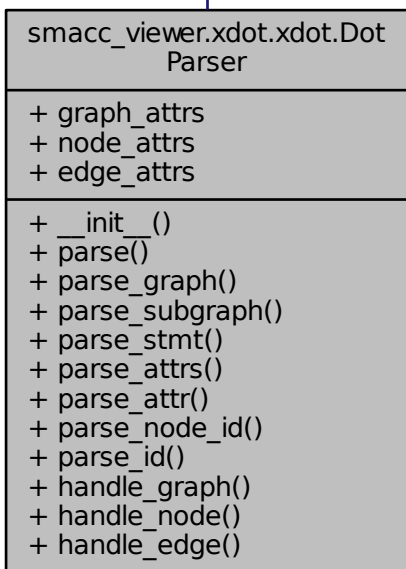 smacc_viewer.xdot.xdot.Dot
Parser
+ graph_attrs
+ node_attrs
+ edge_attrs
+ __init__()
+ parse()
+ parse_graph()
+ parse_subgraph()
+ parse_stmt()
+ parse_attrs()
+ parse_attr()
+ parse_node_id()
+ parse_id()
+ handle_graph()
+ handle_node()
+ handle_edge()